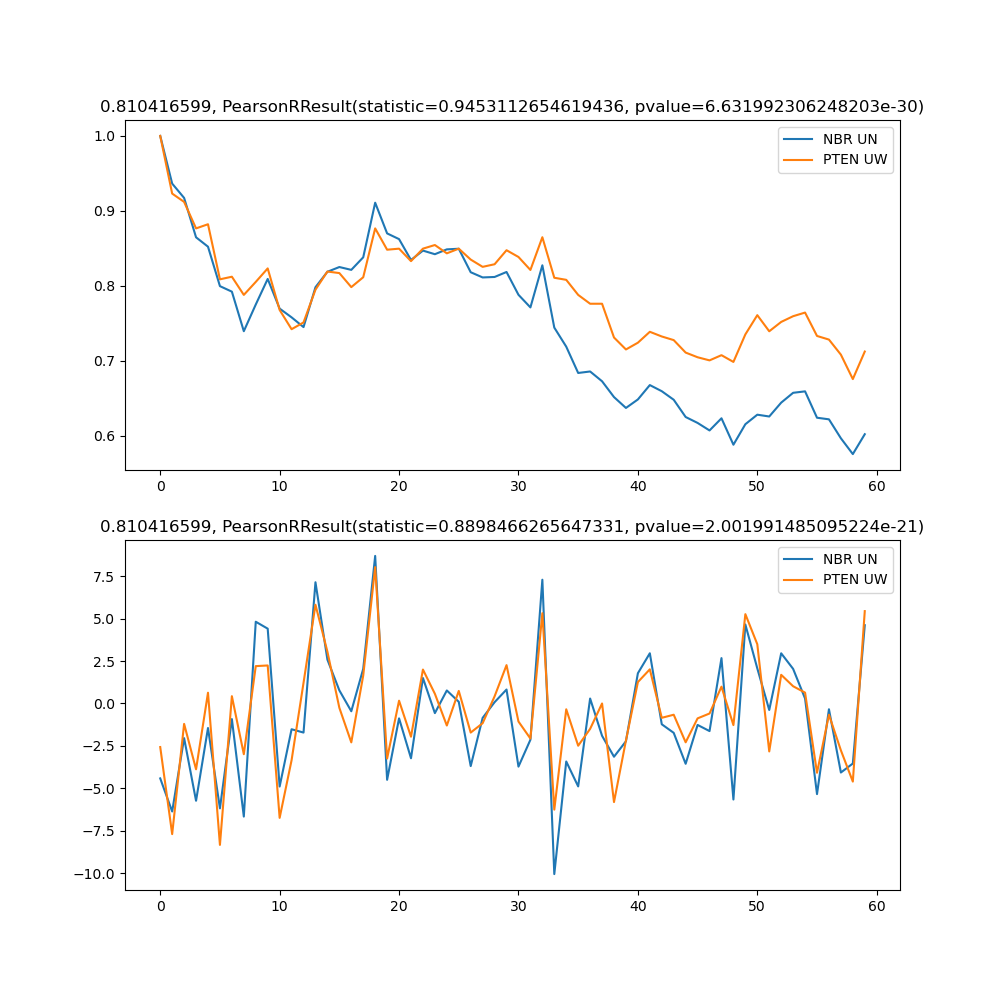 0.810416599, PearsonRResult(statistic=0.9453112654619436, pvalue=6.631992306248203e-30)
NBR UN
PTEN UW
1.0
0.9
0.8
0.7
0.6
0 10 20 30 40 50 60
0.810416599, PearsonRResult(statistic=0.8898466265647331, pvalue=2.001991485095224e-21)
NBR UN
PTEN UW
7.5
5.0
2.5
0.0
−2.5
−5.0
−7.5
−10.0
0 10 20 30 40 50 60